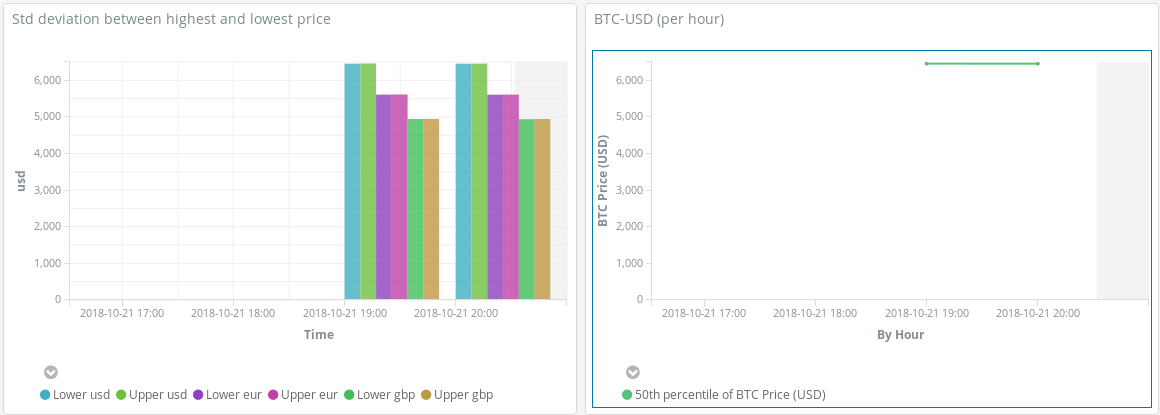 Std deviation between highest and lowest price
6,000
5,000
4,000
3,000
2,000
1,000
0
usd
2018-10-21 17:00 2018-10-21 18:00 2018-10-21 19:00 2018-10-21 20:00
Time
Lower usd Upper usd Lower eur Upper eur Lower gbp Upper gbp
BTC-USD (per hour)
6,000
5,000
4,000
3,000
2,000
1,000
0
BTC Price (USD)
2018-10-21 17:00 2018-10-21 18:00 2018-10-21 19:00 2018-10-21 20:00
By Hour
50th percentile of BTC Price (USD)